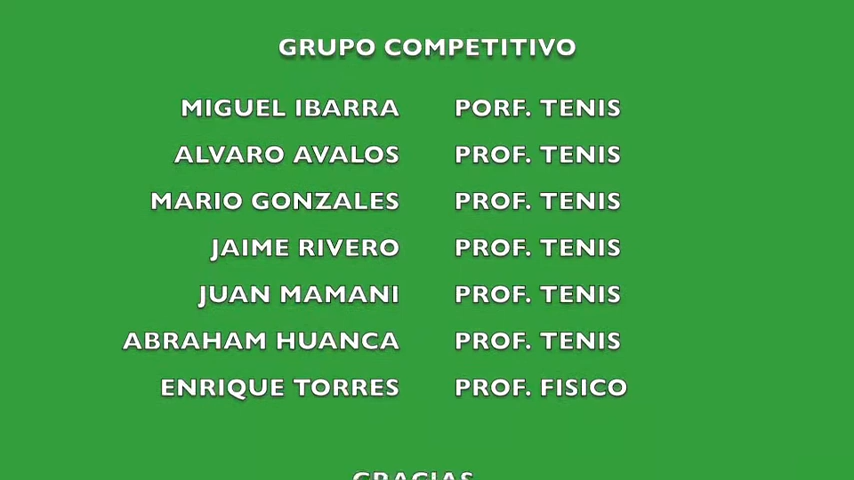 GRUPO COMPETITIVO
MIGUEL IBARRA PORF. TENIS
ALVARO AVALOS PROF. TENIS
MARIO GONZALES PROF. TENIS
JAIME RIVERO PROF. TENIS
JUAN MAMANI PROF. TENIS
ABRAHAM HUANCA PROF. TENIS
ENRIQUE TORRES PROF. FISICO
GRACIAS